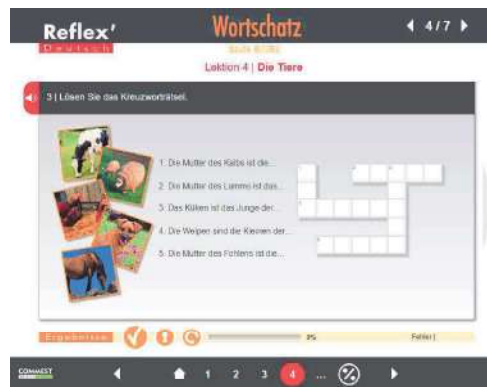 Reflex'
Deutsch
Wortschatz
4/7
Lektion 4 | Die Tiere
3 | Lösen Sie das Kreuzworträtsel.
1. Die Mutter des Kalbs ist die...
2. Die Mutter des Lamms ist das...
3. Das Küken ist das Junge der...
4. Die Welpen sind die Kleinen der...
5. Die Mutter des Fohlens ist die...
Ergebnisse
0%
Fehler |
COMMEST
1 2 3 4 ...